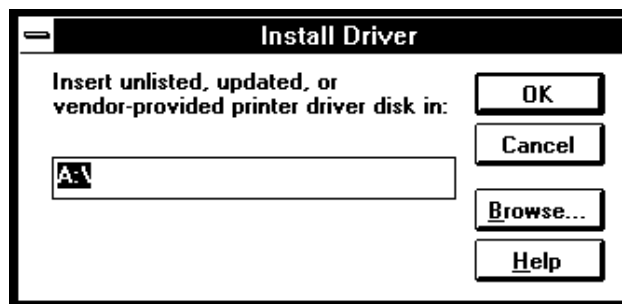 Install Driver
Insert unlisted, updated, or
vendor-provided printer driver disk in:
OK
Cancel
A:\
Browse...
Help